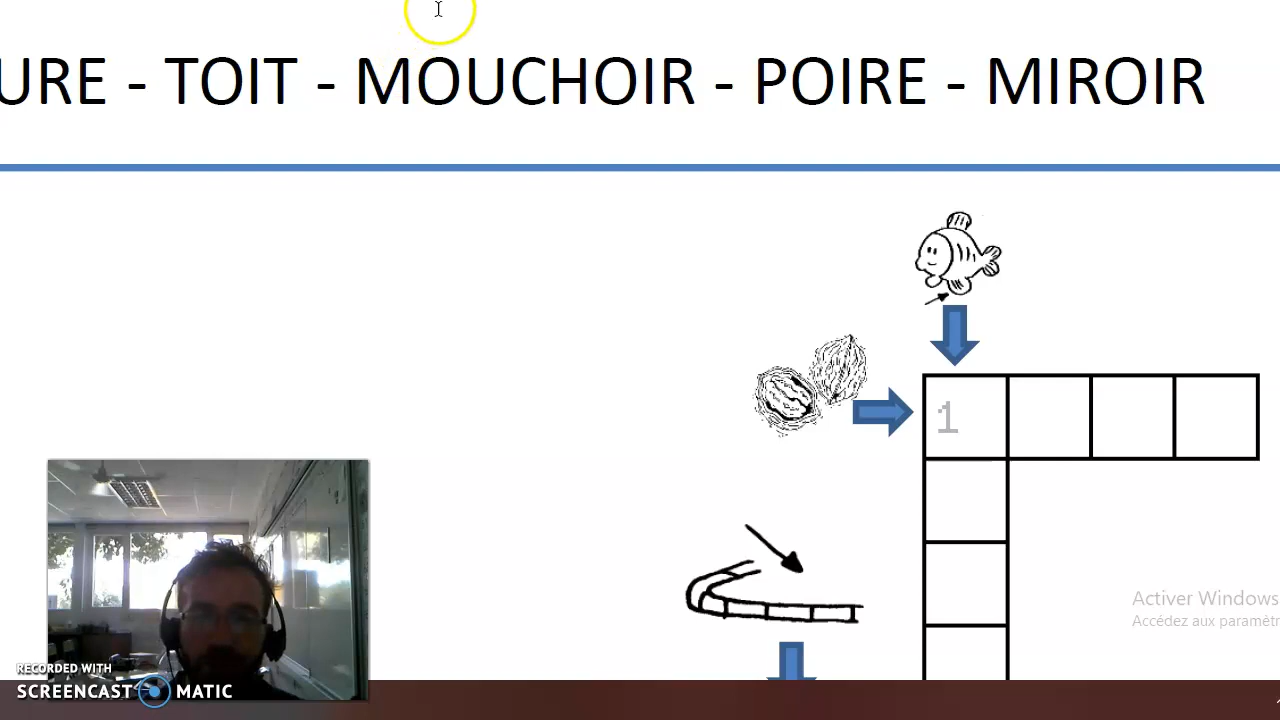 URE - TOIT - MOUCHOIR - POIRE - MIROIR
1
Activer Windows
Accédez aux paramètr
RECORDED WITH
SCREENCAST MATIC